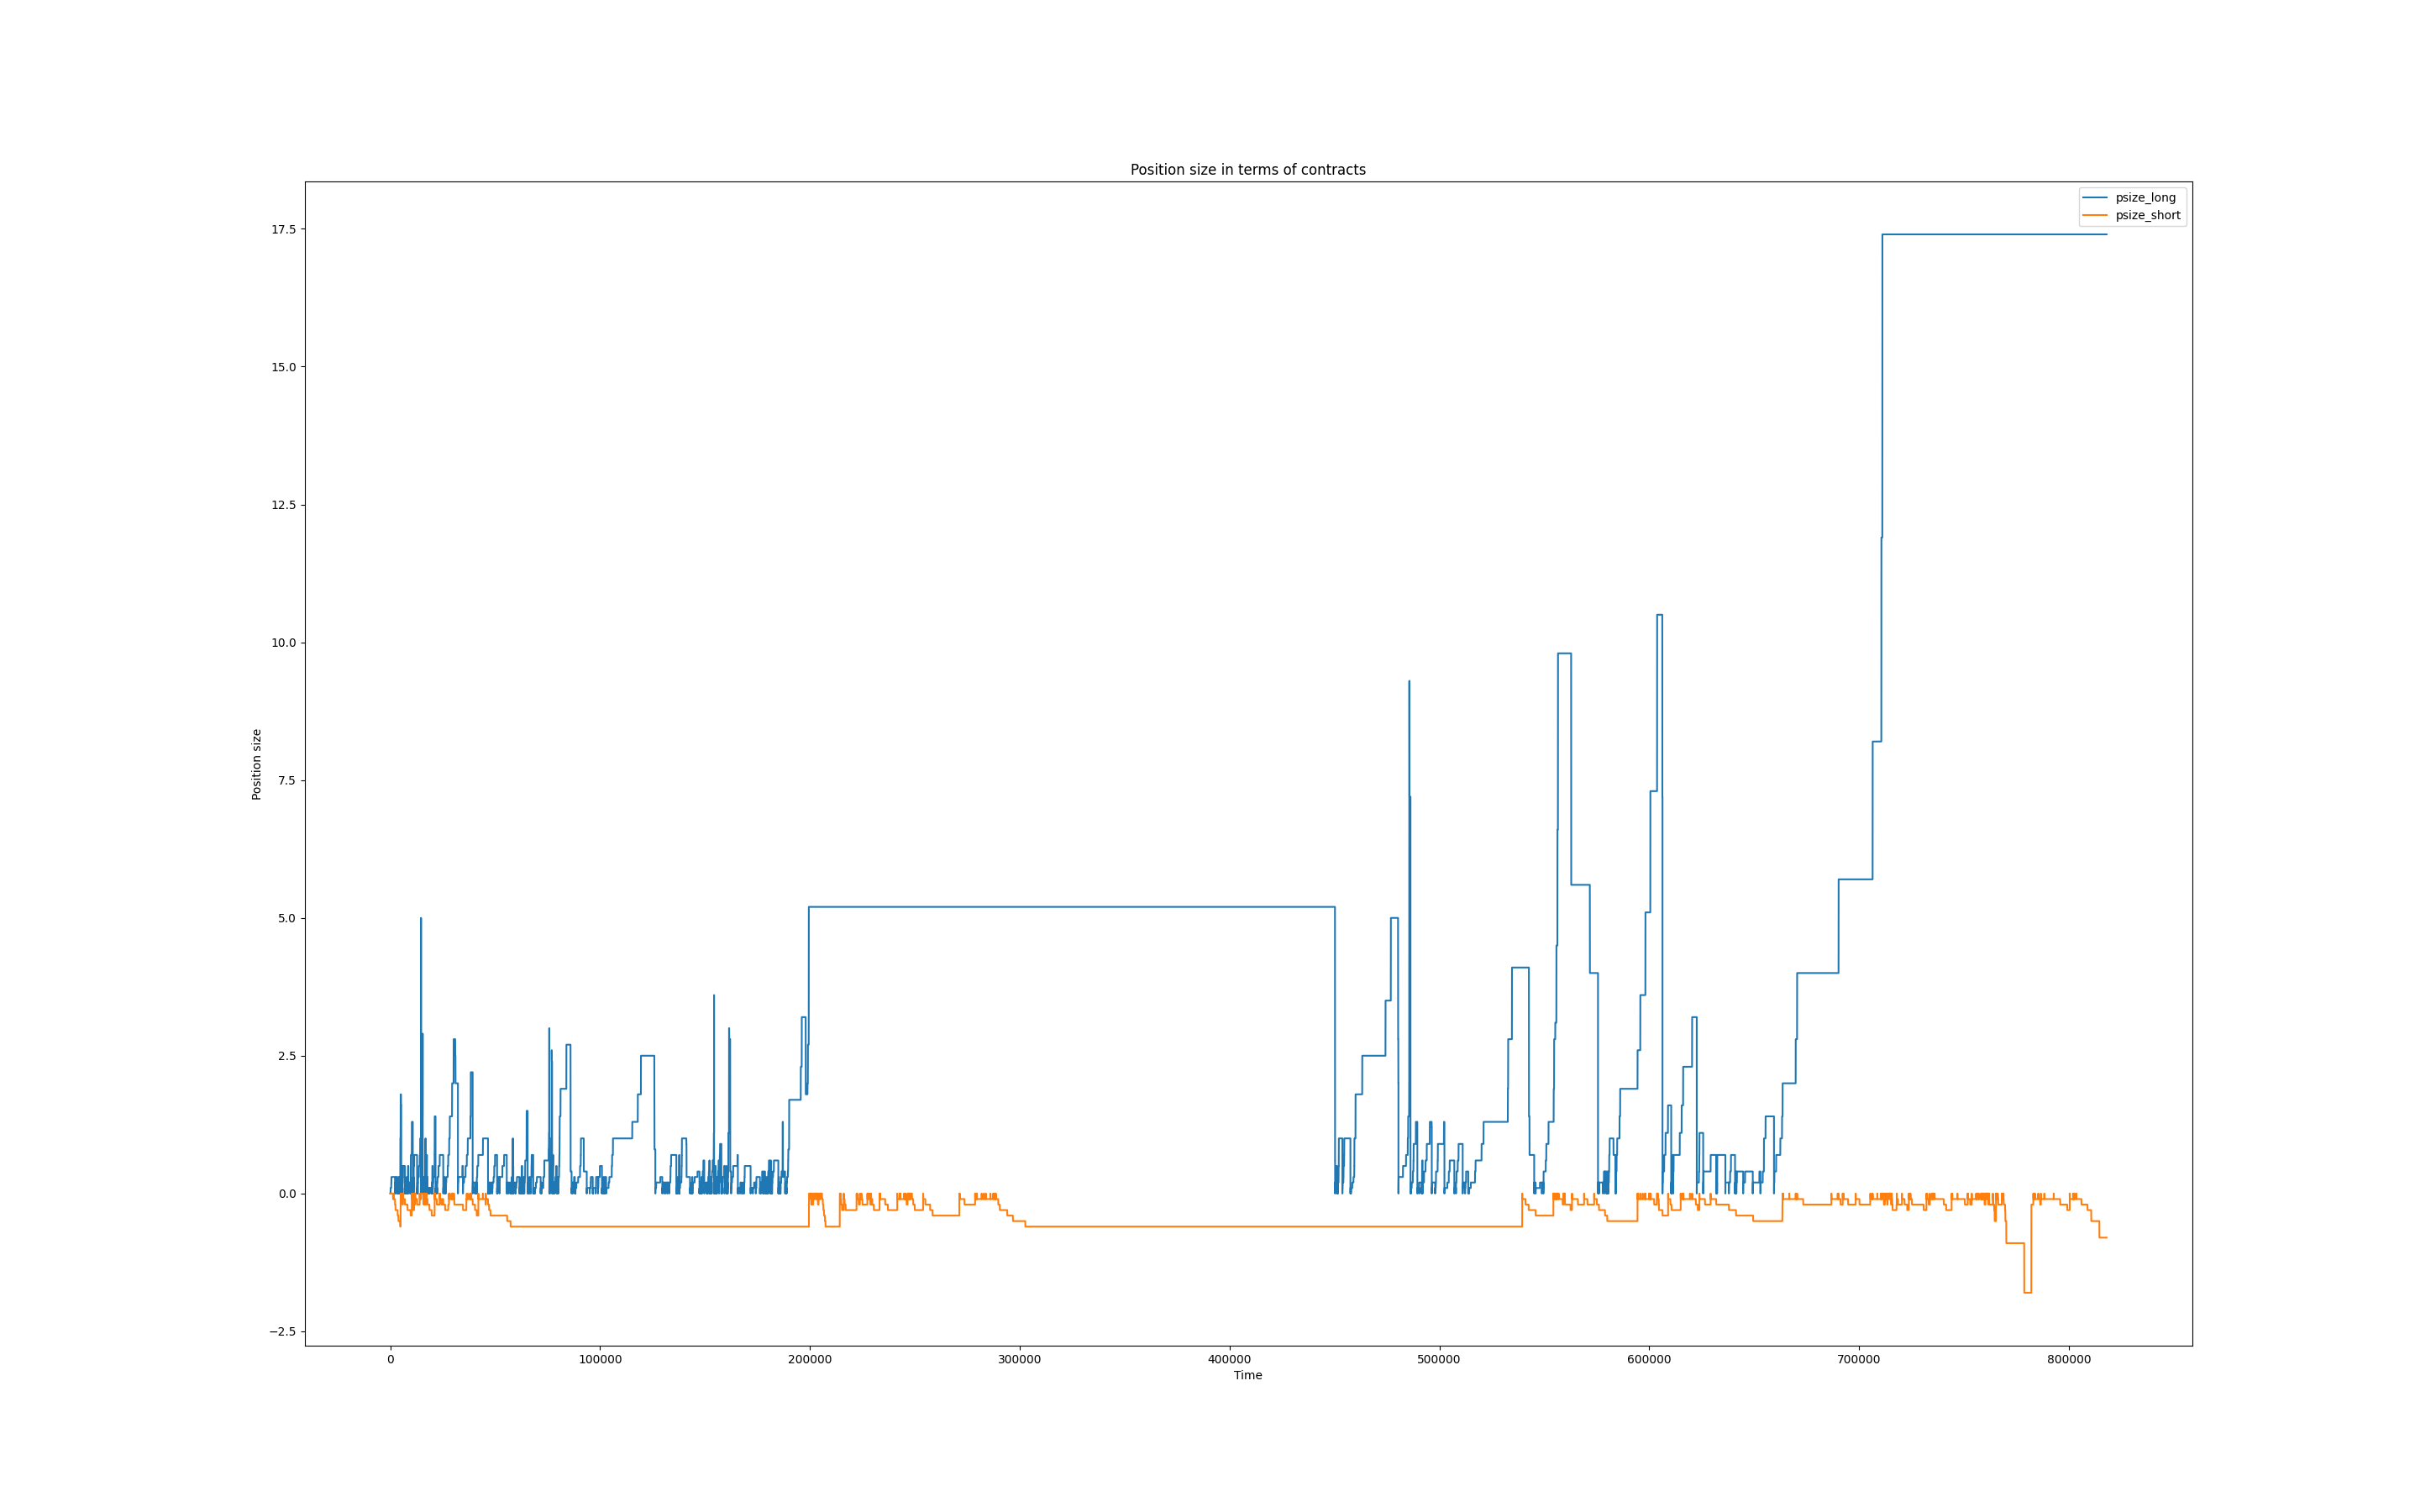 Position size in terms of contracts
psize_long
psize_short
17.5
15.0
12.5
10.0
7.5
5.0
2.5
0.0
−2.5
Position size
0 100000 200000 300000 400000 500000 600000 700000 800000
Time